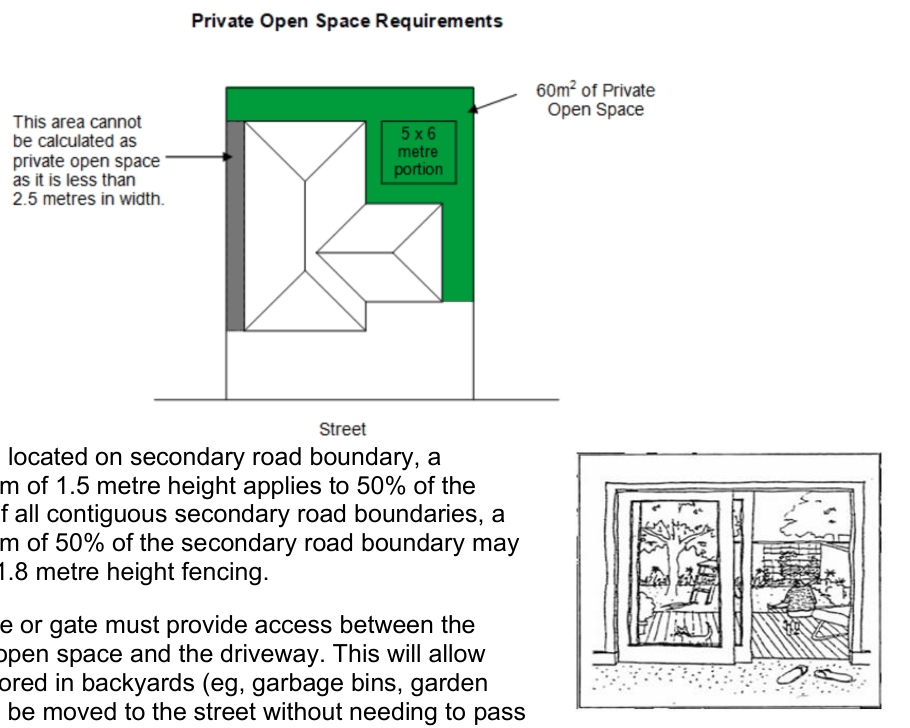 Private Open Space Requirements
60m² of Private
Open Space
This area cannot
be calculated as
private open space
as it is less than
2.5 metres in width.
5 x 6
metre
portion
Street
located on secondary road boundary, a
m of 1.5 metre height applies to 50% of the
f all contiguous secondary road boundaries, a
m of 50% of the secondary road boundary may
1.8 metre height fencing.
e or gate must provide access between the
open space and the driveway. This will allow
ored in backyards (eg, garbage bins, garden
be moved to the street without needing to pass